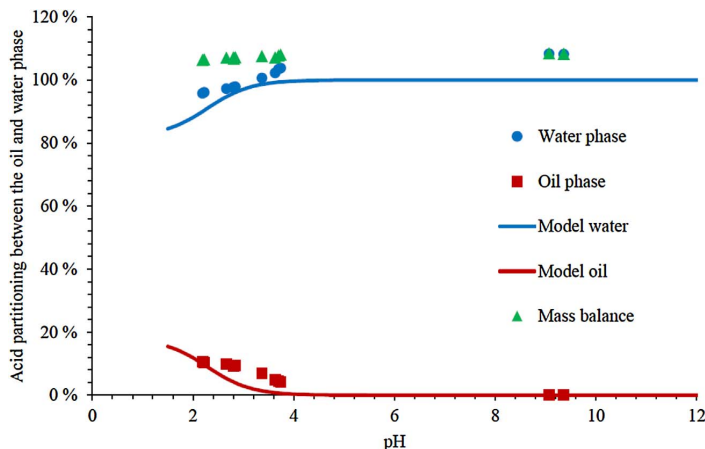 Acid partitioning between the oil and water phase
120 %
100 %
80 %
60 %
40 %
20 %
0 %
0 2 4 6 8 10 12
pH
Water phase
Oil phase
Model water
Model oil
Mass balance